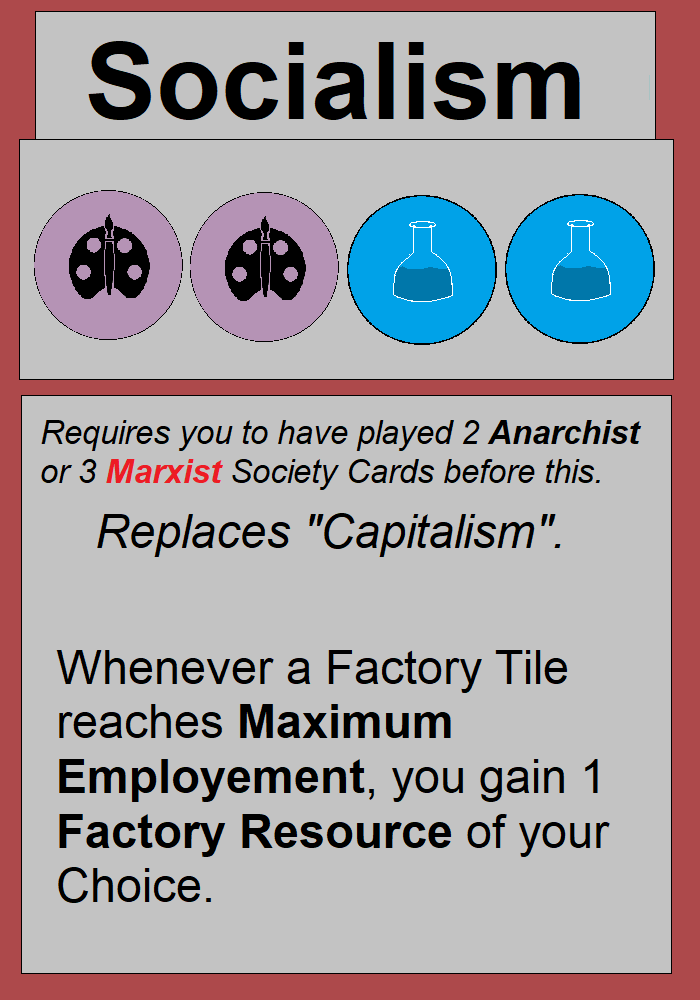 Socialism
Requires you to have played 2 Anarchist
or 3 Marxist Society Cards before this.
Replaces "Capitalism".
Whenever a Factory Tile
reaches Maximum
Employement, you gain 1
Factory Resource of your
Choice.